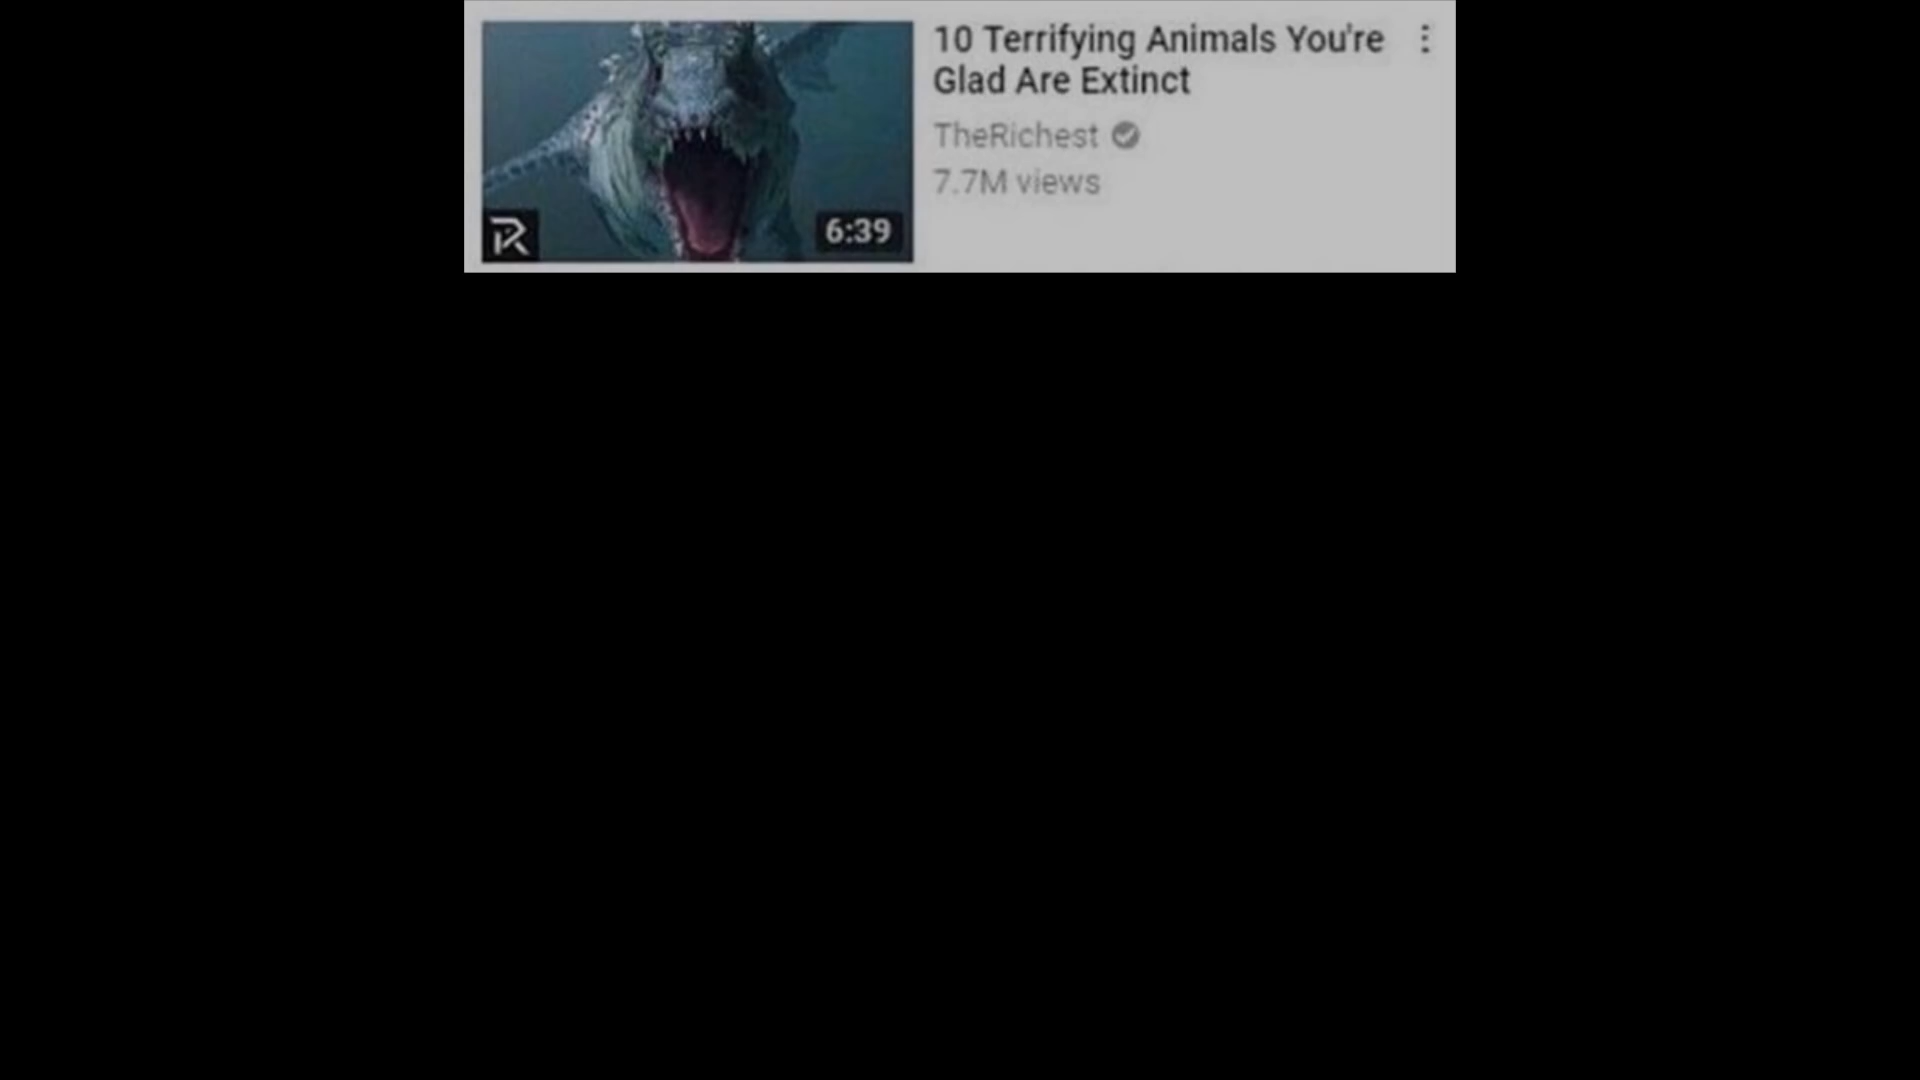 10 Terrifying Animals You're
Glad Are Extinct
TheRichest
7.7M views
6:39